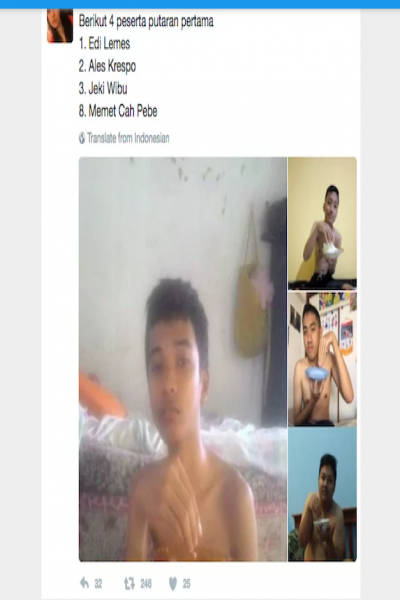 Berikut 4 peserta putaran pertama
1. Edi Lemes
2. Ales Krespo
3. Jeki Wibu
8. Memet Cah Pebe
Translate from Indonesian
32 246 25